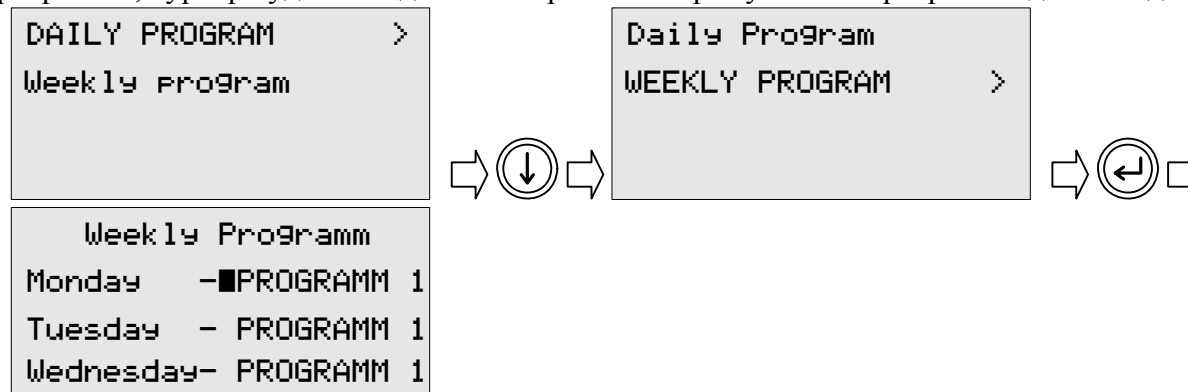 DAILY PROGRAM >
Weekly program
Daily Program
WEEKLY PROGRAM >
Weekly Programm
Monday -█PROGRAMM 1
Tuesday - PROGRAMM 1
Wednesday- PROGRAMM 1